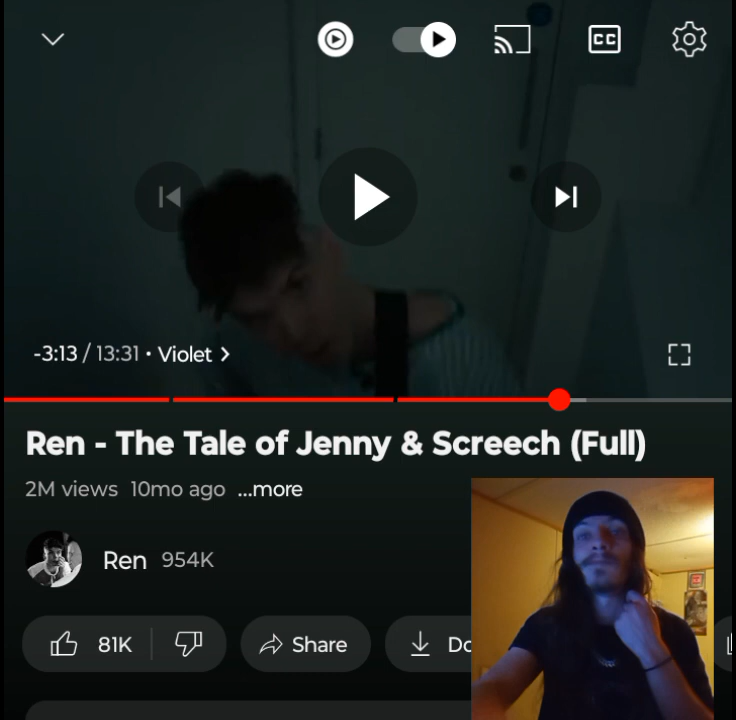 CC
-3:13 / 13:31 • Violet >
Ren - The Tale of Jenny & Screech (Full)
2M views 10mo ago ...more
Ren 954K
81K Share Do